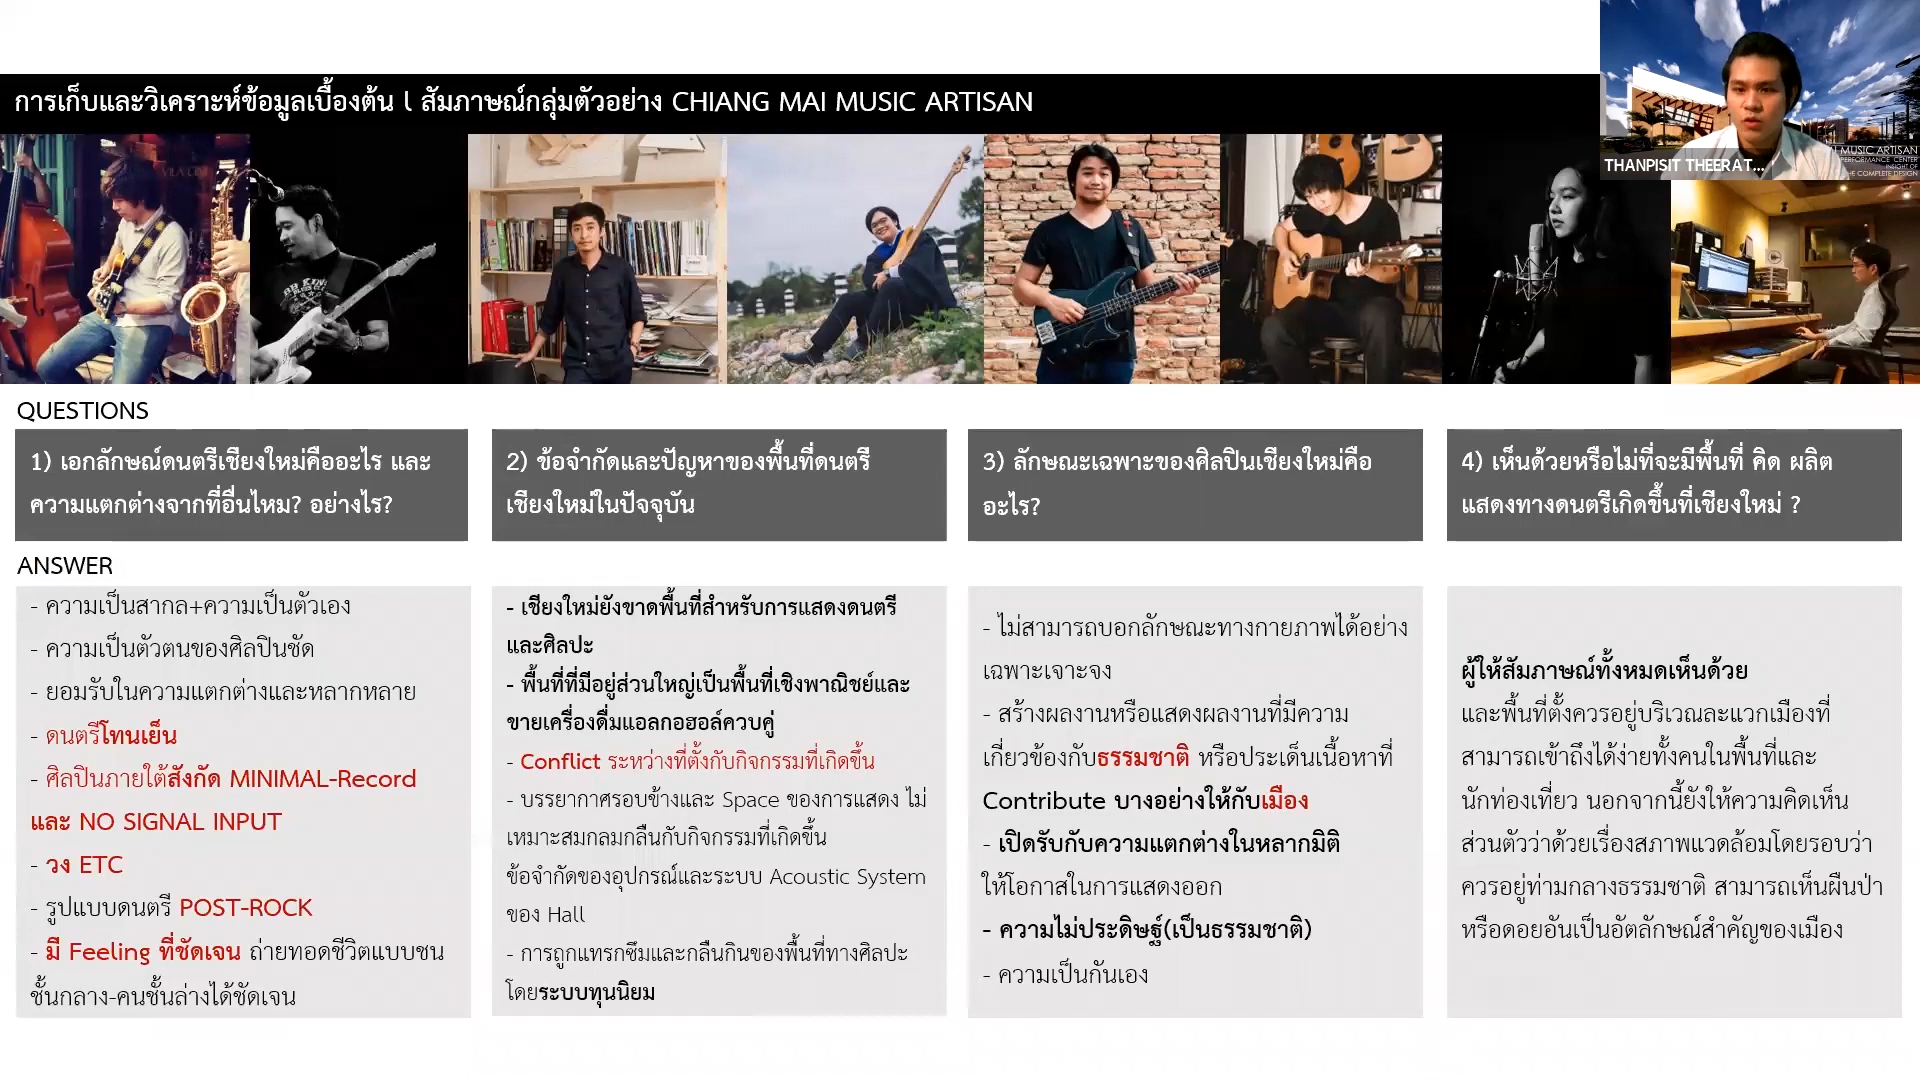 การเก็บและวิเคราะห์ข้อมูลเบื้องต้น l สัมภาษณ์กลุ่มตัวอย่าง CHIANG MAI MUSIC ARTISAN
THANPISIT THEERAT...
MUSIC ARTISAN
PERFORMANCE CENTER
INSIGHT OF
THE COMPLETE DESIGN
QUESTIONS
1) เอกลักษณ์ดนตรีเชียงใหม่คืออะไร และ
ความแตกต่างจากที่อื่นไหม? อย่างไร?
2) ข้อจำกัดและปัญหาของพื้นที่ดนตรี
เชียงใหม่ในปัจจุบัน
3) ลักษณะเฉพาะของศิลปินเชียงใหม่คือ
อะไร?
4) เห็นด้วยหรือไม่ที่จะมีพื้นที่ คิด ผลิต
แสดงทางดนตรีเกิดขึ้นที่เชียงใหม่ ?
ANSWER
- ความเป็นสากล+ความเป็นตัวเอง
- ความเป็นตัวตนของศิลปินชัด
- ยอมรับในความแตกต่างและหลากหลาย
- ดนตรีโทนเย็น
- ศิลปินภายใต้สังกัด MINIMAL-Record
และ NO SIGNAL INPUT
- วง ETC
- รูปแบบดนตรี POST-ROCK
- มี Feeling ที่ชัดเจน ถ่ายทอดชีวิตแบบชน
ชั้นกลาง-คนชั้นล่างได้ชัดเจน
- เชียงใหม่ยังขาดพื้นที่สำหรับการแสดงดนตรี
และศิลปะ
- พื้นที่ที่มีอยู่ส่วนใหญ่เป็นพื้นที่เชิงพาณิชย์และ
ขายเครื่องดื่มแอลกอฮอล์ควบคู่
- Conflict ระหว่างที่ตั้งกับกิจกรรมที่เกิดขึ้น
- บรรยากาศรอบข้างและ Space ของการแสดง ไม่
เหมาะสมกลมกลืนกับกิจกรรมที่เกิดขึ้น
ข้อจำกัดของอุปกรณ์และระบบ Acoustic System
ของ Hall
- การถูกแทรกซึมและกลืนกินของพื้นที่ทางศิลปะ
โดยระบบทุนนิยม
- ไม่สามารถบอกลักษณะทางกายภาพได้อย่าง
เฉพาะเจาะจง
- สร้างผลงานหรือแสดงผลงานที่มีความ
เกี่ยวข้องกับธรรมชาติ หรือประเด็นเนื้อหาที่
Contribute บางอย่างให้กับเมือง
- เปิดรับกับความแตกต่างในหลากมิติ
ให้โอกาสในการแสดงออก
- ความไม่ประดิษฐ์(เป็นธรรมชาติ)
- ความเป็นกันเอง
ผู้ให้สัมภาษณ์ทั้งหมดเห็นด้วย
และพื้นที่ตั้งควรอยู่บริเวณละแวกเมืองที่
สามารถเข้าถึงได้ง่ายทั้งคนในพื้นที่และ
นักท่องเที่ยว นอกจากนี้ยังให้ความคิดเห็น
ส่วนตัวว่าด้วยเรื่องสภาพแวดล้อมโดยรอบว่า
ควรอยู่ท่ามกลางธรรมชาติ สามารถเห็นผืนป่า
หรือดอยอันเป็นอัตลักษณ์สำคัญของเมือง